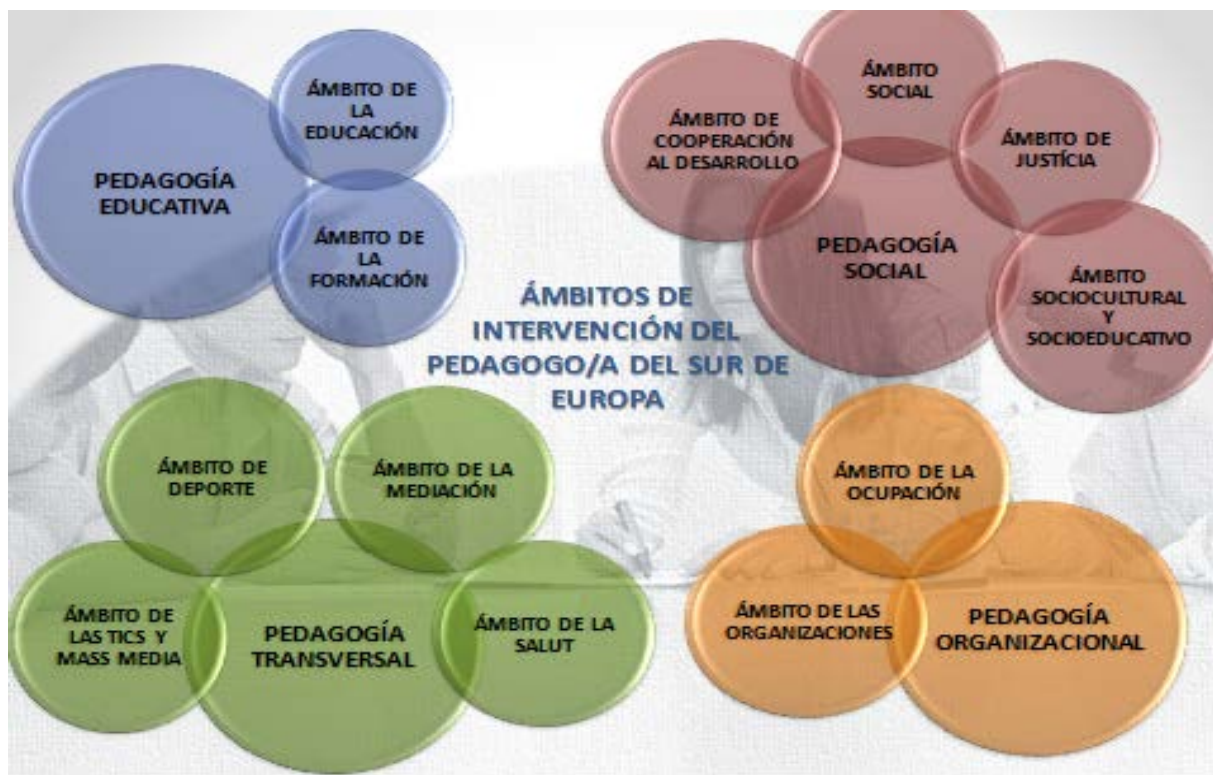 PEDAGOGÍA
EDUCATIVA
ÁMBITO DE
LA
EDUCACIÓN
ÁMBITO DE
LA
FORMACIÓN
ÁMBITO DE
COOPERACIÓN
AL DESARROLLO
ÁMBITO
SOCIAL
ÁMBITO DE
JUSTÍCIA
PEDAGOGÍA
SOCIAL
ÁMBITO
SOCIOCULTURAL
Y
SOCIOEDUCATIVO
ÁMBITOS DE
INTERVENCIÓN DEL
PEDAGOGO/A DEL SUR DE
EUROPA
ÁMBITO DE
DEPORTE
ÁMBITO DE LA
MEDIACIÓN
ÁMBITO DE
LAS TICS Y
MASS MEDIA
PEDAGOGÍA
TRANSVERSAL
ÁMBITO DE LA
SALUT
ÁMBITO DE LA
OCUPACIÓN
ÁMBITO DE LAS
ORGANIZACIONES
PEDAGOGÍA
ORGANIZACIONAL